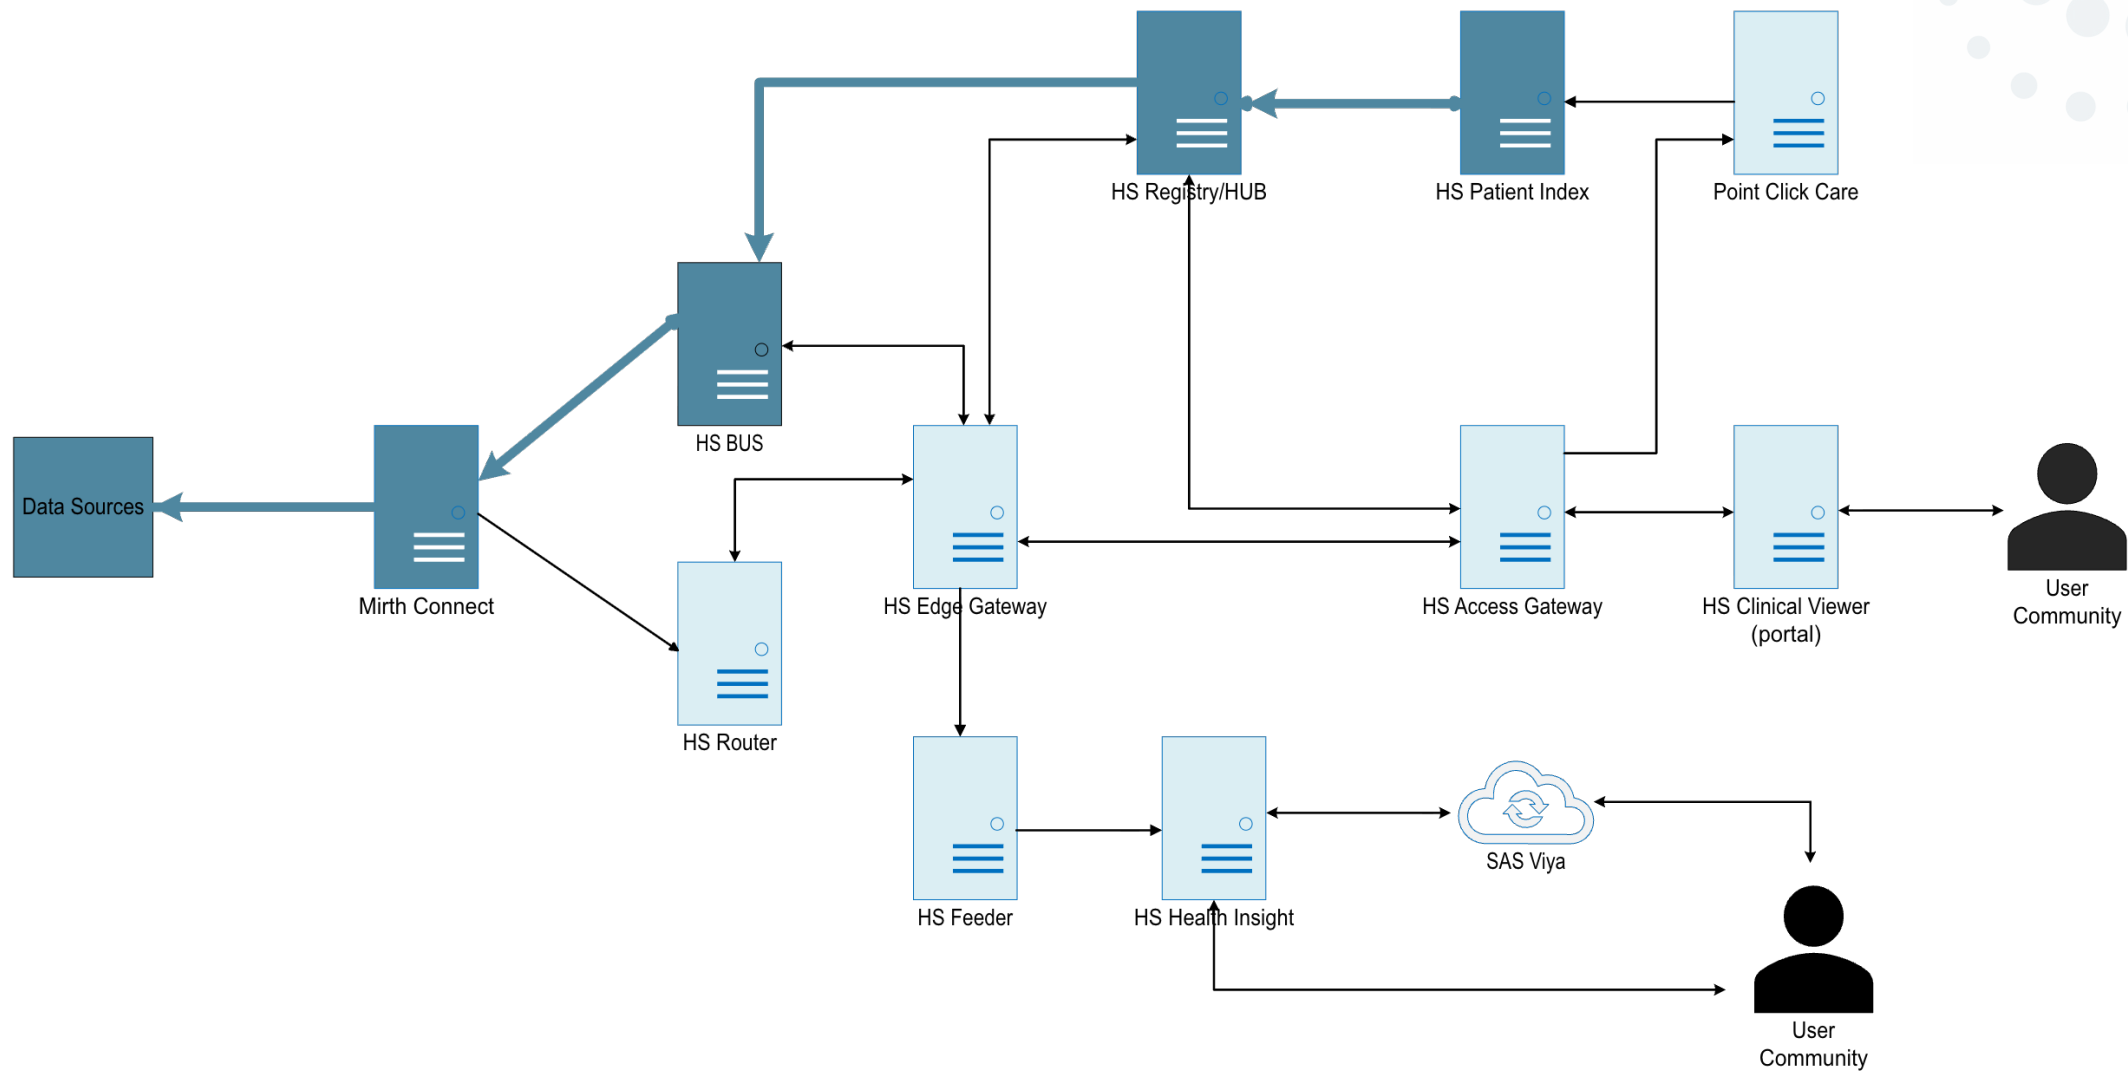 HS Registry/HUB
HS Patient Index
Point Click Care
HS BUS
Data Sources
Mirth Connect
HS Edge Gateway
HS Access Gateway
HS Clinical Viewer
(portal)
User
Community
HS Router
HS Feeder
HS Health Insight
SAS Viya
User
Community